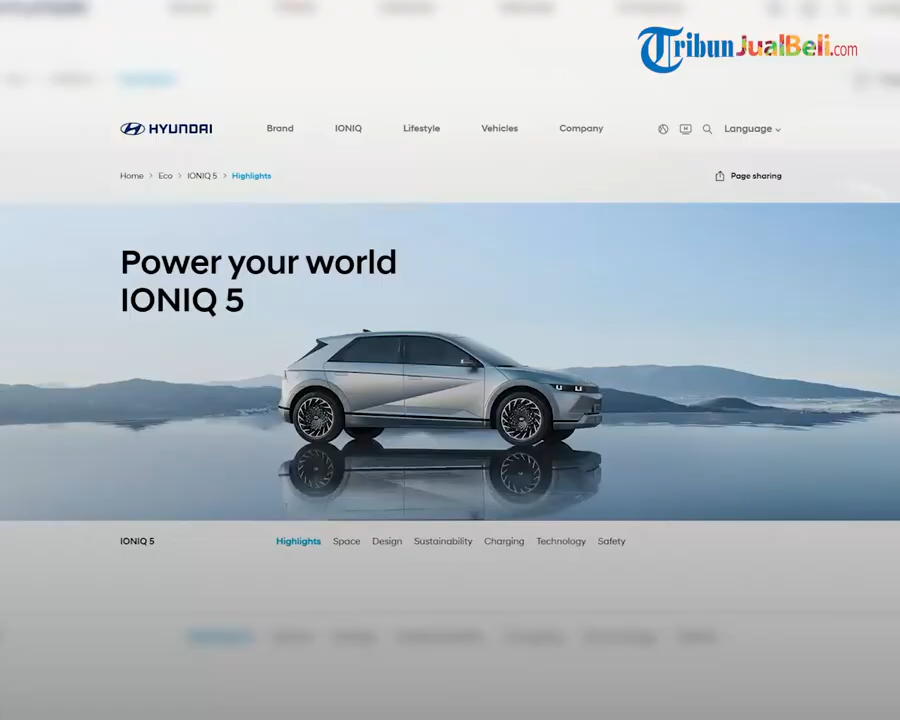 TribunJualBeli.com
HYUNDAI Brand IONIQ Lifestyle Vehicles Company Language
Home > Eco > IONIQ 5 > Highlights Page sharing
Power your world
IONIQ 5
IONIQ 5 Highlights Space Design Sustainability Charging Technology Safety